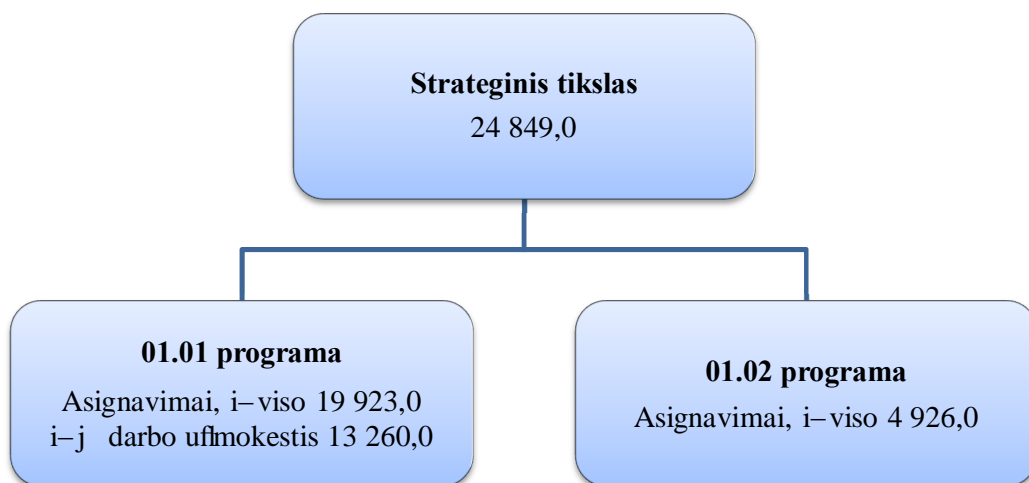 Strateginis tikslas
24 849,0
01.01 programa
Asignavimai, i–viso 19 923,0
i–j darbo uflmokestis 13 260,0
01.02 programa
Asignavimai, i–viso 4 926,0